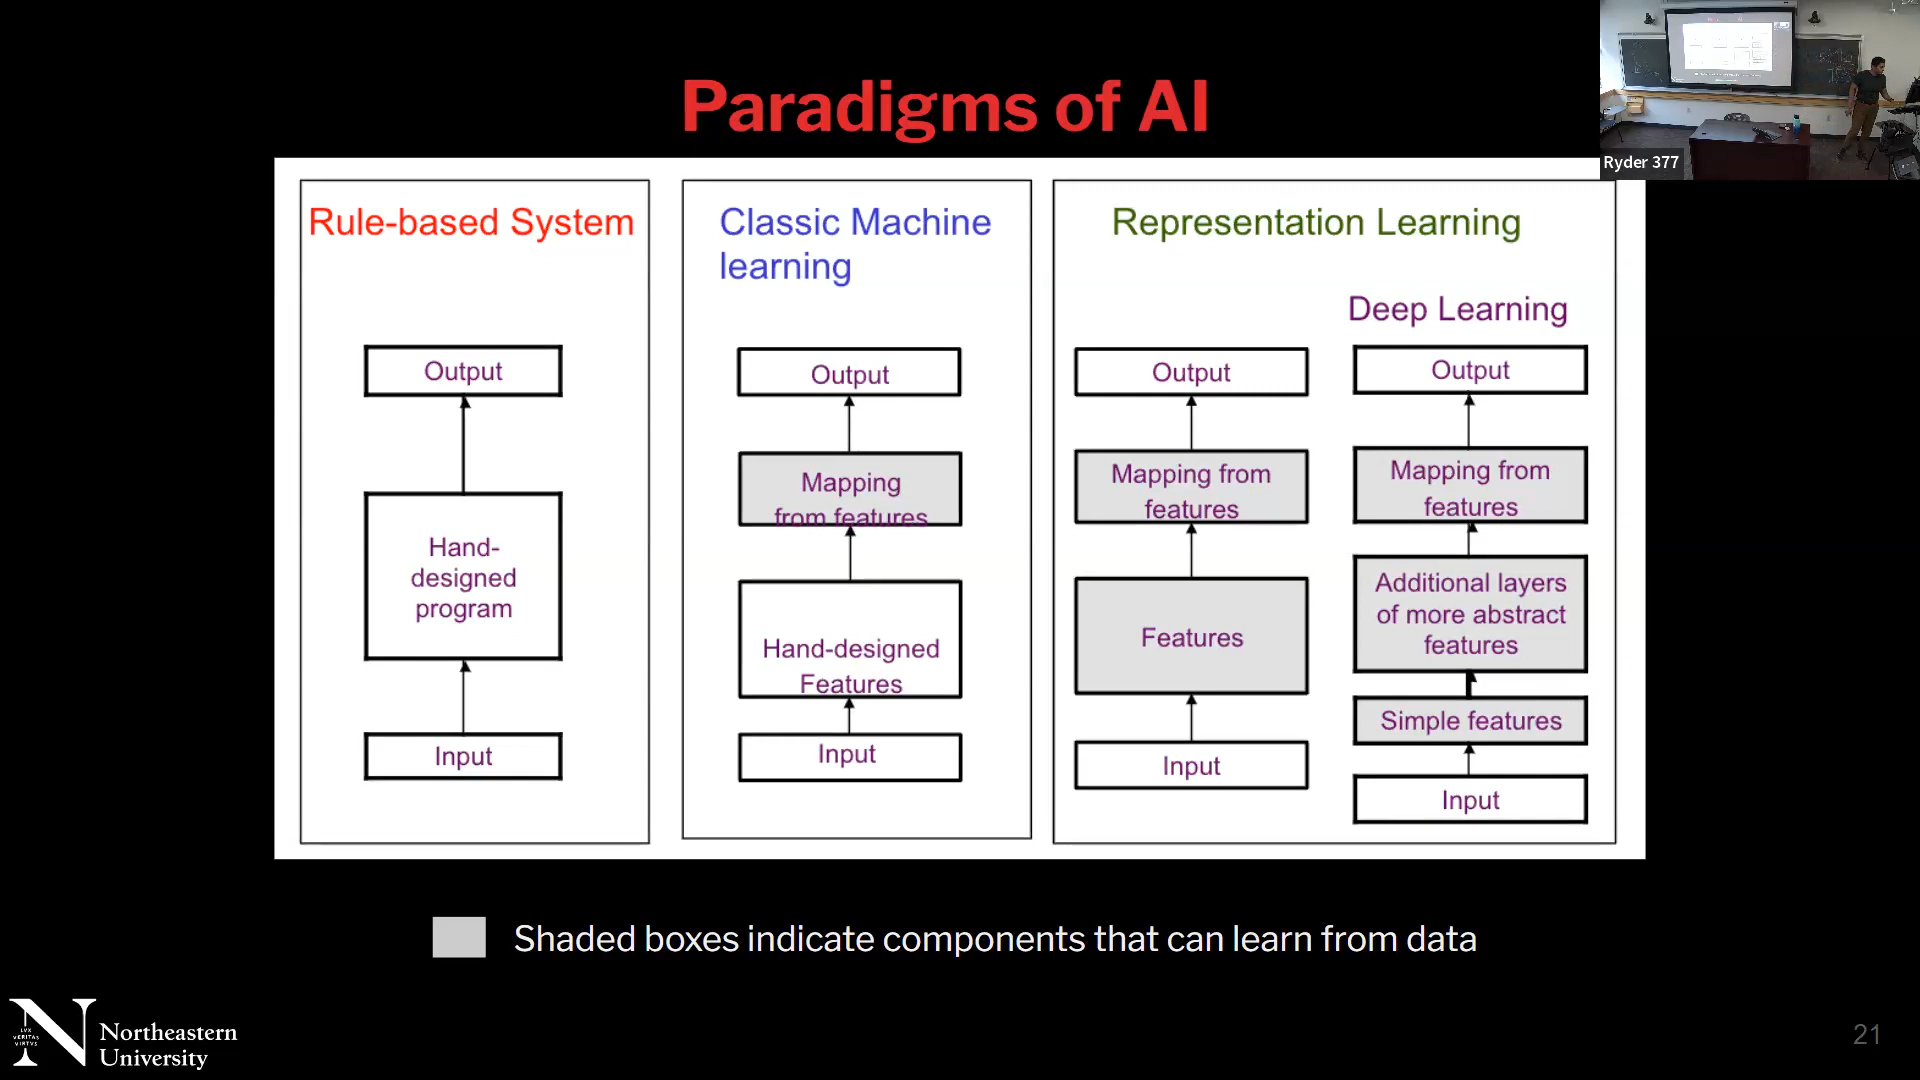 Paradigms of AI
Ryder 377
Rule-based System
Output
Hand-
designed
program
Input
Classic Machine
learning
Output
Mapping
from features
Hand-designed
Features
Input
Representation Learning
Output
Mapping from
features
Features
Input
Deep Learning
Output
Mapping from
features
Additional layers
of more abstract
features
Simple features
Input
Shaded boxes indicate components that can learn from data
LVX
VERITAS
VIRTVS
Northeastern
University
21